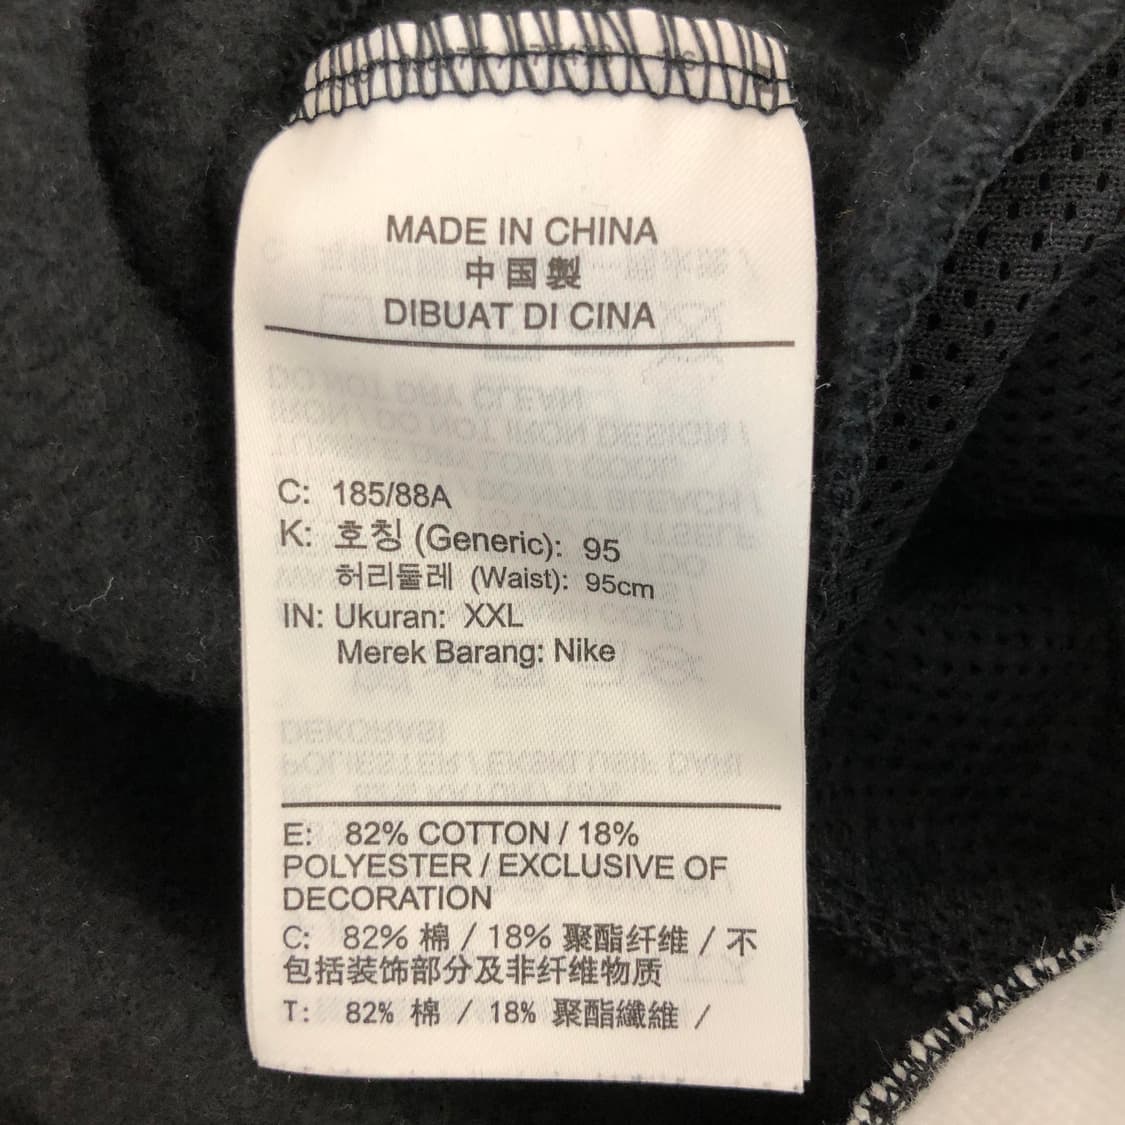 MADE IN CHINA
中国製
DIBUAT DI CINA
C: 185/88A
K: 호칭 (Generic): 95
허리둘레 (Waist): 95cm
IN: Ukuran: XXL
Merek Barang: Nike
E: 82% COTTON / 18%
POLYESTER / EXCLUSIVE OF
DECORATION
C: 82% 棉 / 18% 聚酯纤维 / 不
包括装饰部分及非纤维物质
T: 82% 棉 / 18% 聚酯纖維 /